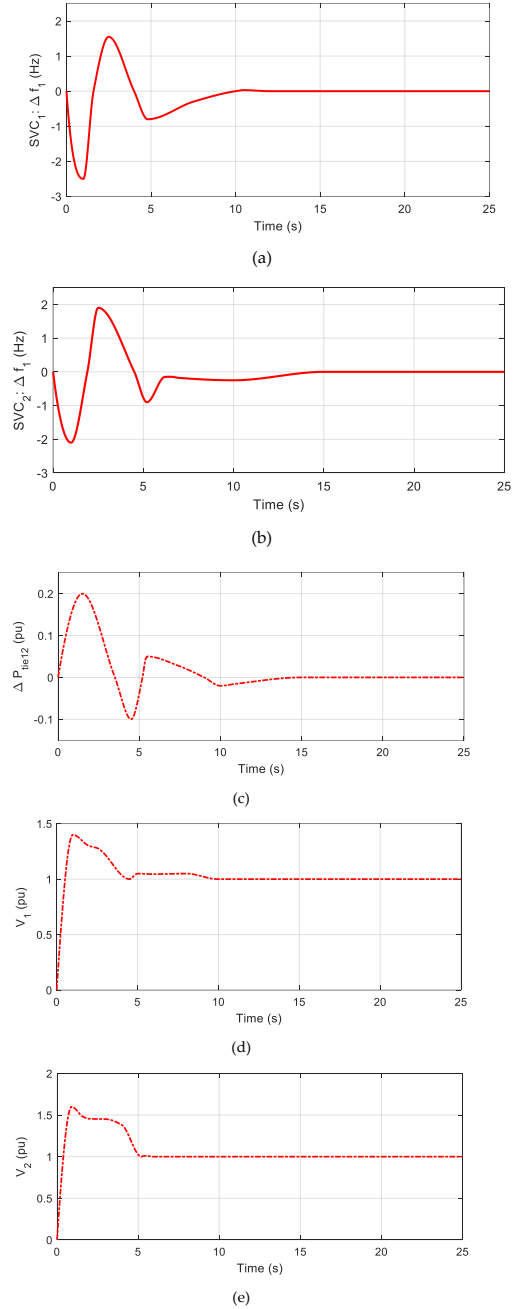 2
1
0
-1
-2
-3
SVC1: Δ f1 (Hz)
0 5 10 15 20 25
Time (s)
(a)
2
1
0
-1
-2
-3
SVC2: Δ f1 (Hz)
0 5 10 15 20 25
Time (s)
(b)
0.2
0.1
0
-0.1
Δ Ptie12 (pu)
0 5 10 15 20 25
Time (s)
(c)
1.5
1
0.5
0
V1 (pu)
0 5 10 15 20 25
Time (s)
(d)
2
1.5
1
0.5
0
V2 (pu)
0 5 10 15 20 25
Time (s)
(e)